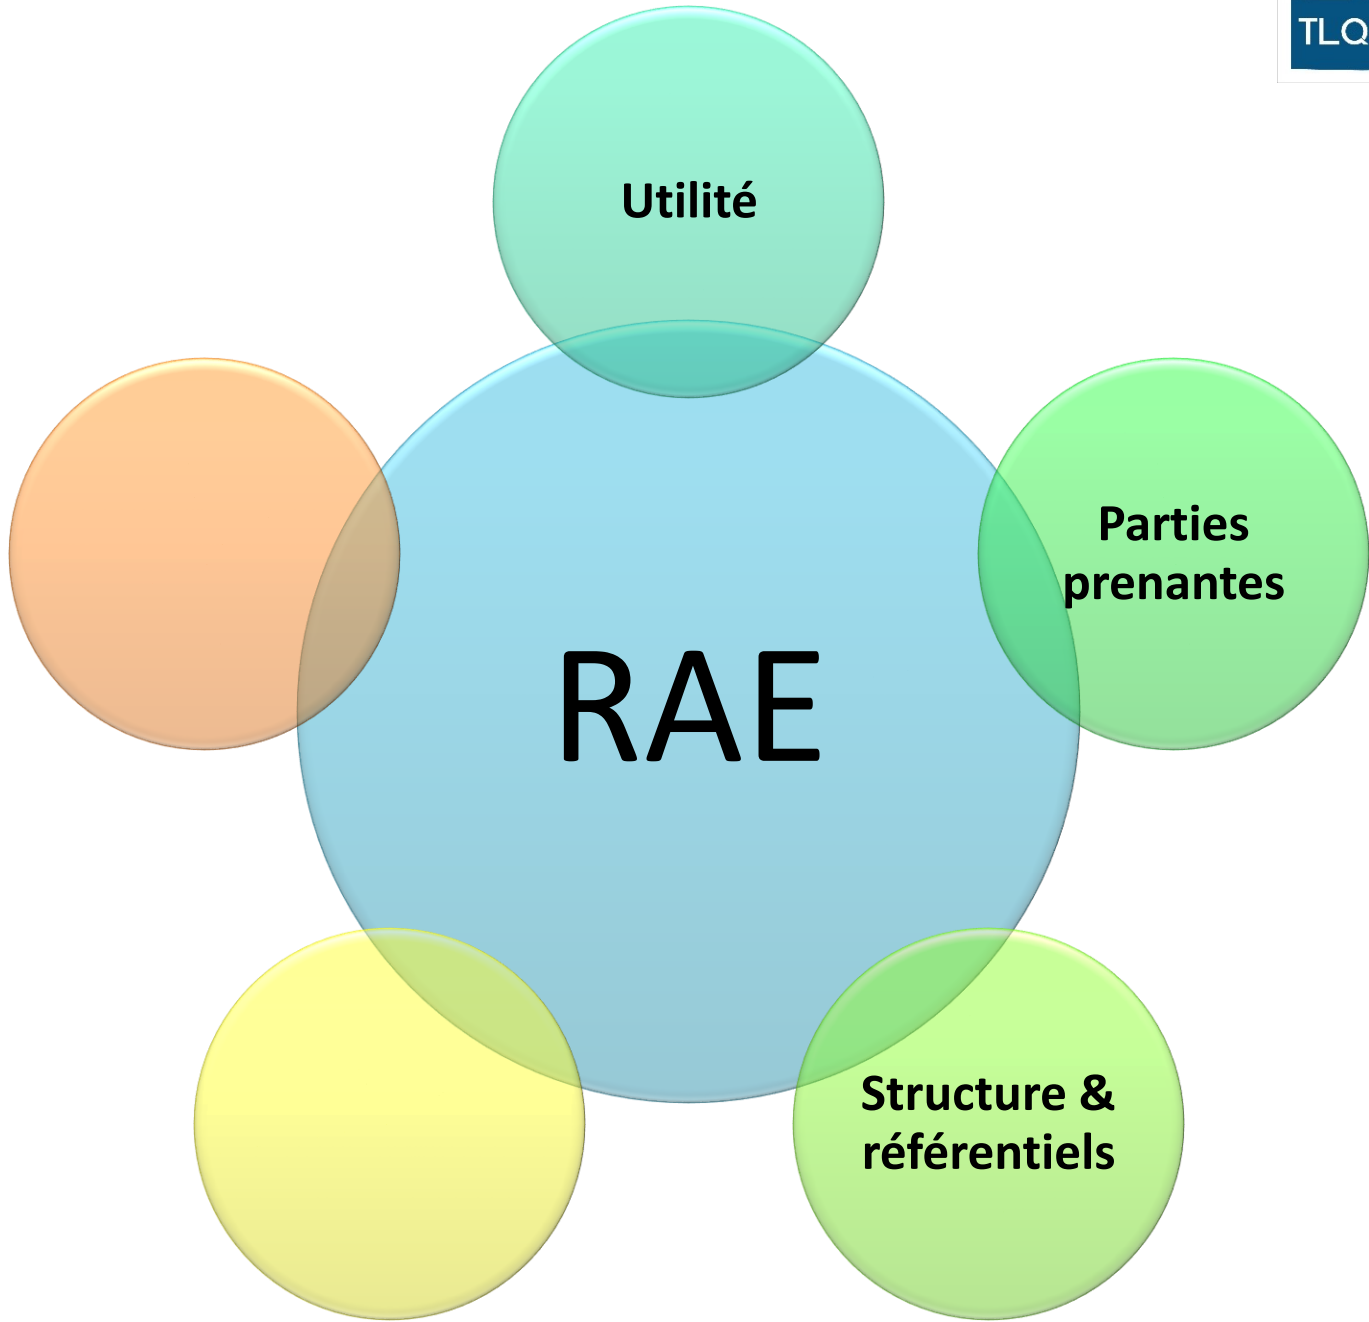 TLQ
Utilité
Parties
prenantes
RAE
Structure &
référentiels